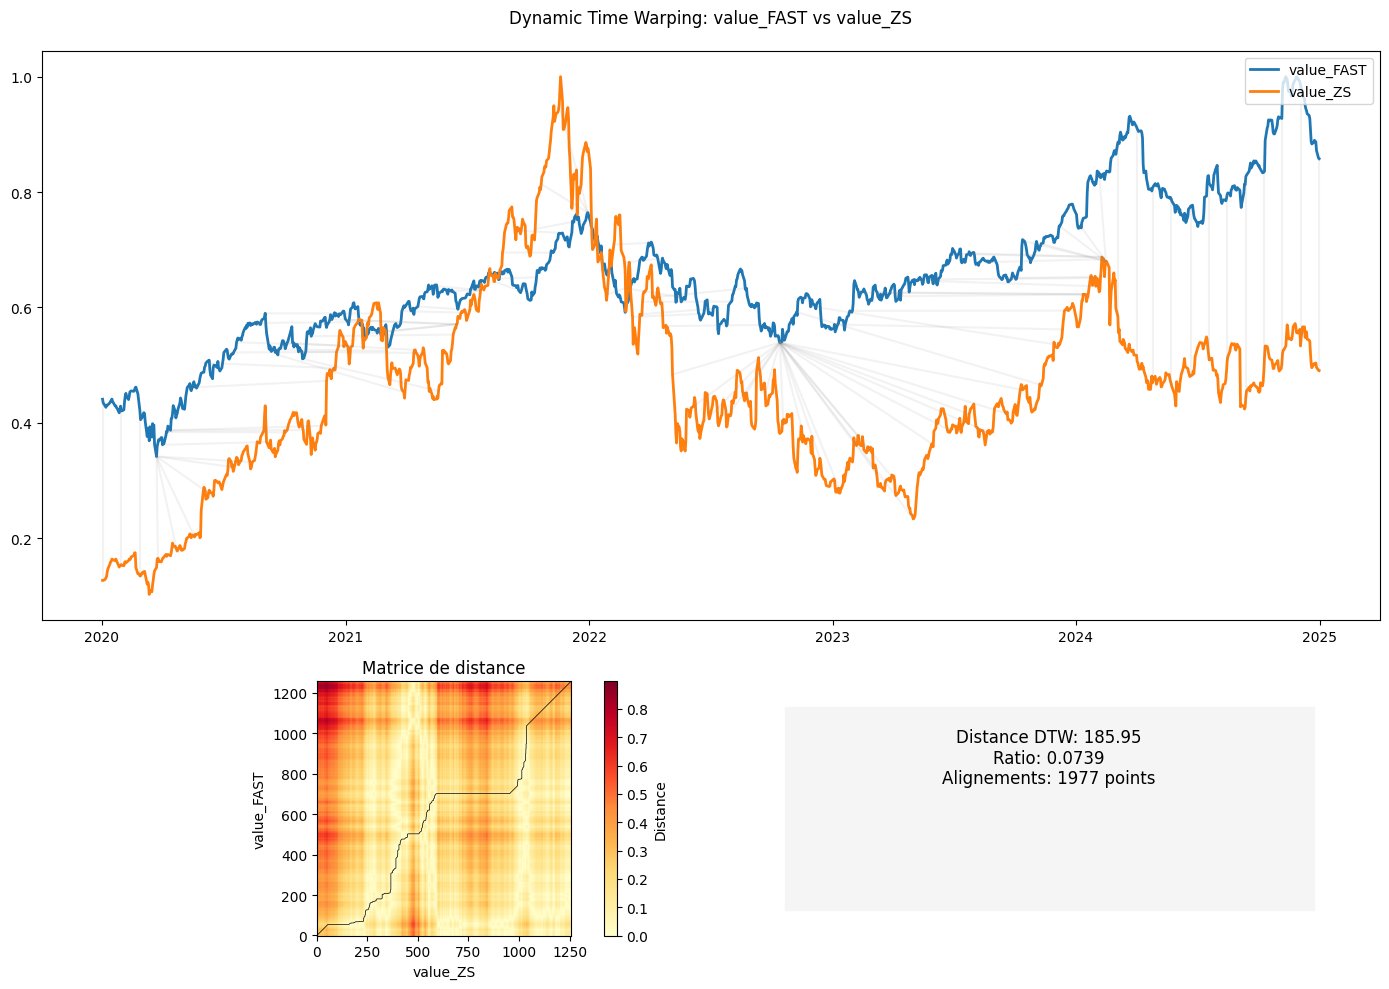 Dynamic Time Warping: value_FAST vs value_ZS
value_FAST
value_ZS
1.0
0.8
0.6
0.4
0.2
2020 2021 2022 2023 2024 2025
Matrice de distance
value_FAST
1200
1000
800
600
400
200
0
0 250 500 750 1000 1250
value_ZS
0.8
0.7
0.6
0.5
0.4
0.3
0.2
0.1
0.0
Distance
Distance DTW: 185.95
Ratio: 0.0739
Alignements: 1977 points